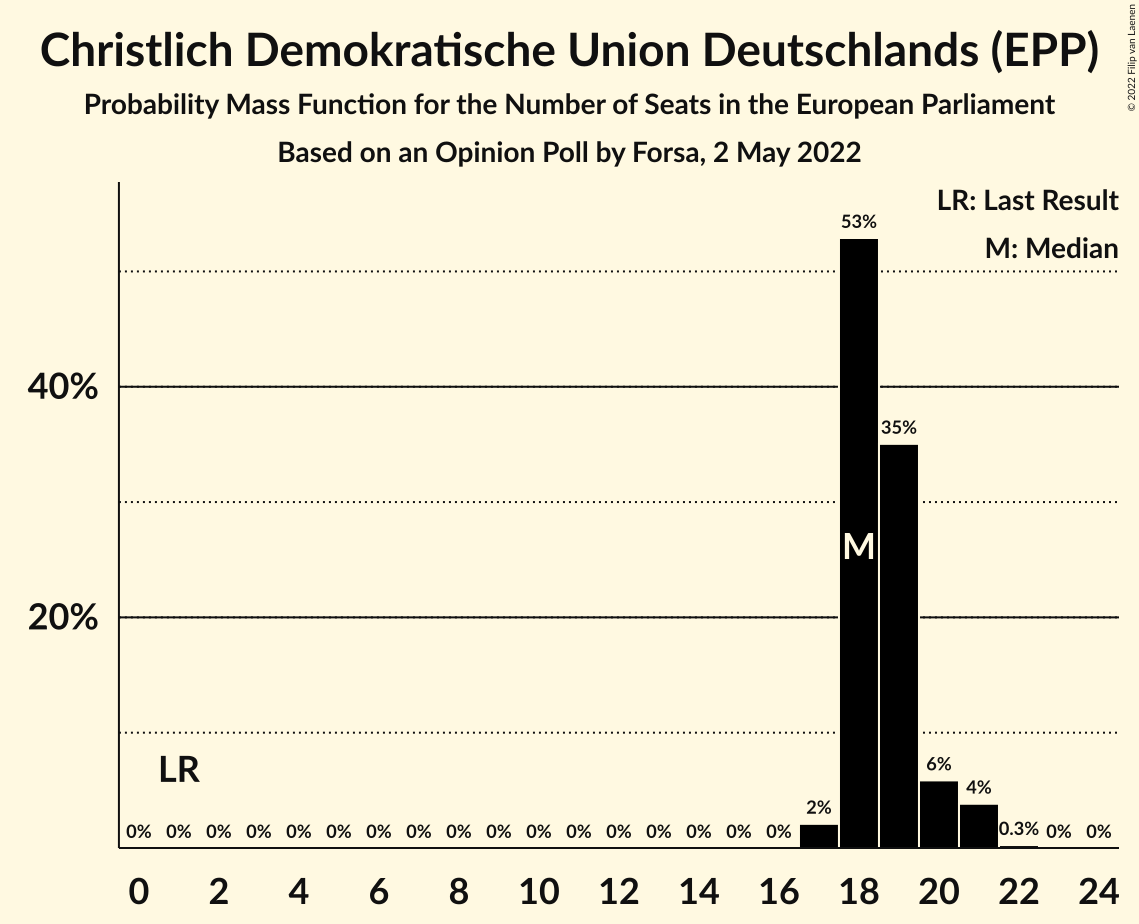 Christlich Demokratische Union Deutschlands (EPP)
Probability Mass Function for the Number of Seats in the European Parliament
Based on an Opinion Poll by Forsa, 2 May 2022
© 2022 Filip van Laenen
LR: Last Result
M: Median
53%
40%
35%
M
20%
LR
6%
4%
2%
0% 0% 0% 0% 0% 0% 0% 0% 0% 0% 0% 0% 0% 0% 0% 0% 0% 0.3% 0% 0%
0 2 4 6 8 10 12 14 16 18 20 22 24